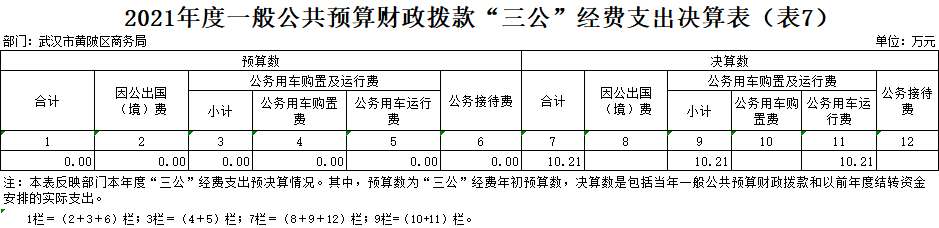 2021年度一般公共预算财政拨款“三公”经费支出决算表（表7）
部门：武汉市黄陂区商务局 单位：万元
预算数 决算数
合计 因公出国（境）费 公务用车购置及运行费 公务接待费 合计 因公出国（境）费 公务用车购置及运行费 公务接待费
小计 公务用车购置费 公务用车运行费 小计 公务用车购置费 公务用车运行费
1 2 3 4 5 6 7 8 9 10 11 12
0.00 0.00 0.00 0.00 0.00 0.00 10.21 10.21 10.21
注：本表反映部门本年度“三公”经费支出预决算情况。其中，预算数为“三公”经费年初预算数，决算数是包括当年一般公共预算财政拨款和以前年度结转资金
安排的实际支出。
1栏＝（2＋3＋6）栏；3栏＝（4＋5）栏；7栏＝（8＋9＋12）栏；9栏＝（10+11）栏。